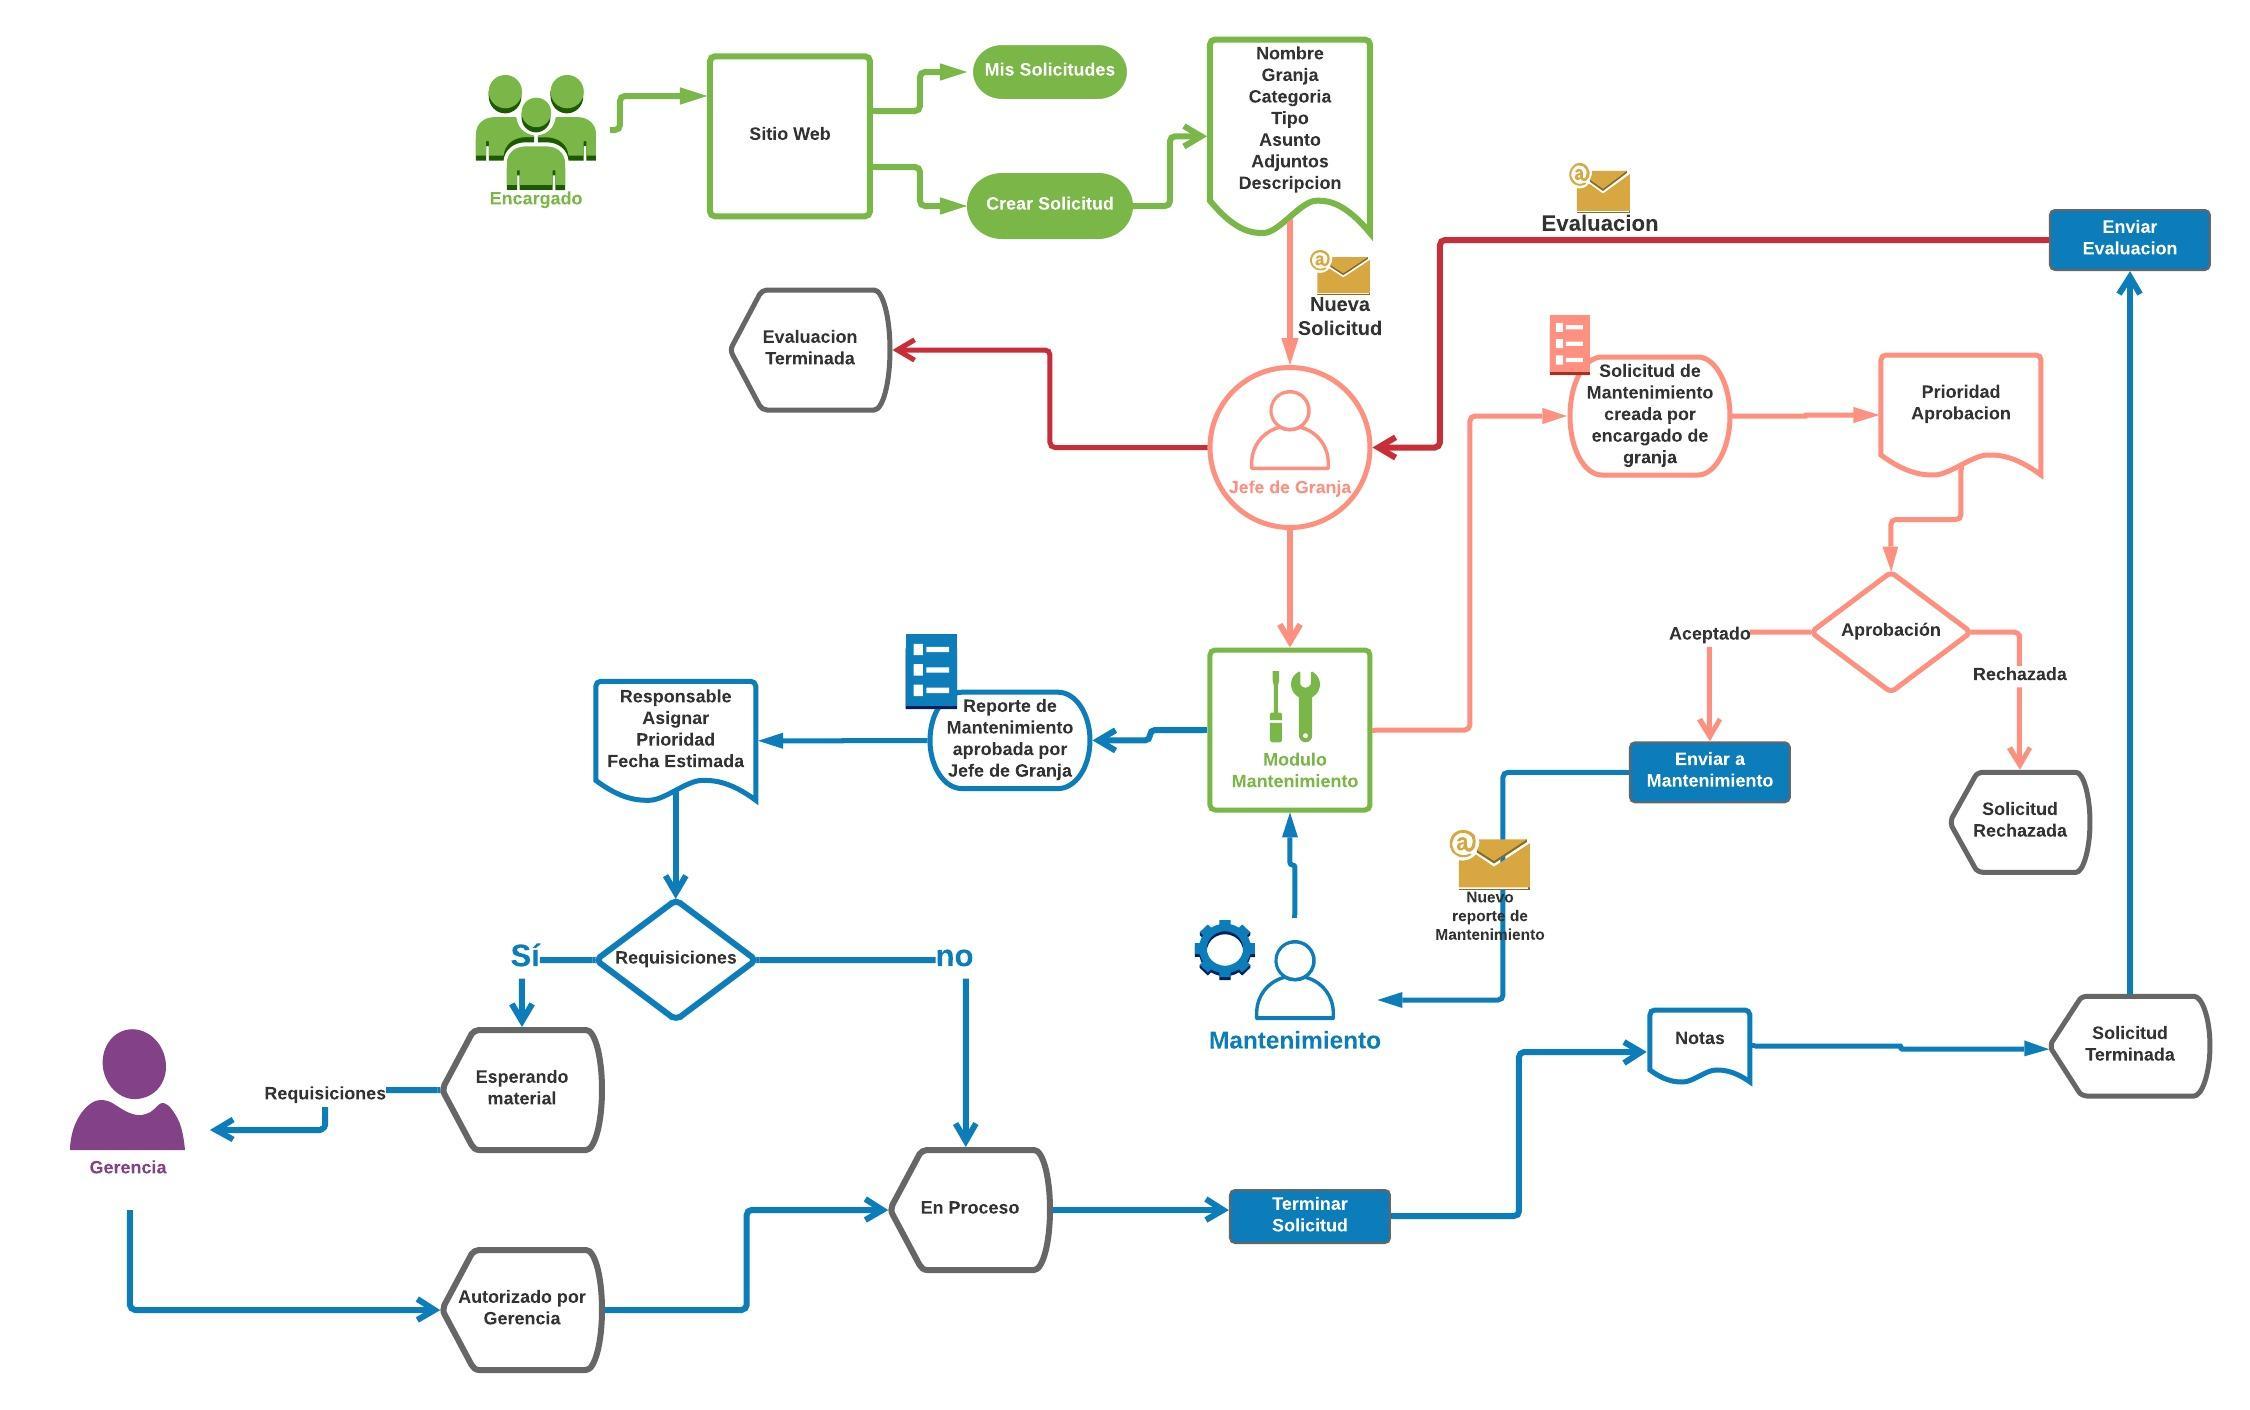 Encargado
Sitio Web
Mis Solicitudes
Crear Solicitud
Nombre
Granja
Categoria
Tipo
Asunto
Adjuntos
Descripcion
Nueva
Solicitud
Evaluacion
Enviar
Evaluacion
Evaluacion
Terminada
Jefe de Granja
Solicitud de
Mantenimiento
creada por
encargado de
granja
Prioridad
Aprobacion
Aprobación
Aceptado
Rechazada
Enviar a
Mantenimiento
Solicitud
Rechazada
Modulo
Mantenimiento
Reporte de
Mantenimiento
aprobada por
Jefe de Granja
Responsable
Asignar
Prioridad
Fecha Estimada
Nuevo
reporte de
Mantenimiento
Mantenimiento
Requisiciones
Sí
no
Esperando
material
Requisiciones
Gerencia
Autorizado por
Gerencia
En Proceso
Terminar
Solicitud
Notas
Solicitud
Terminada